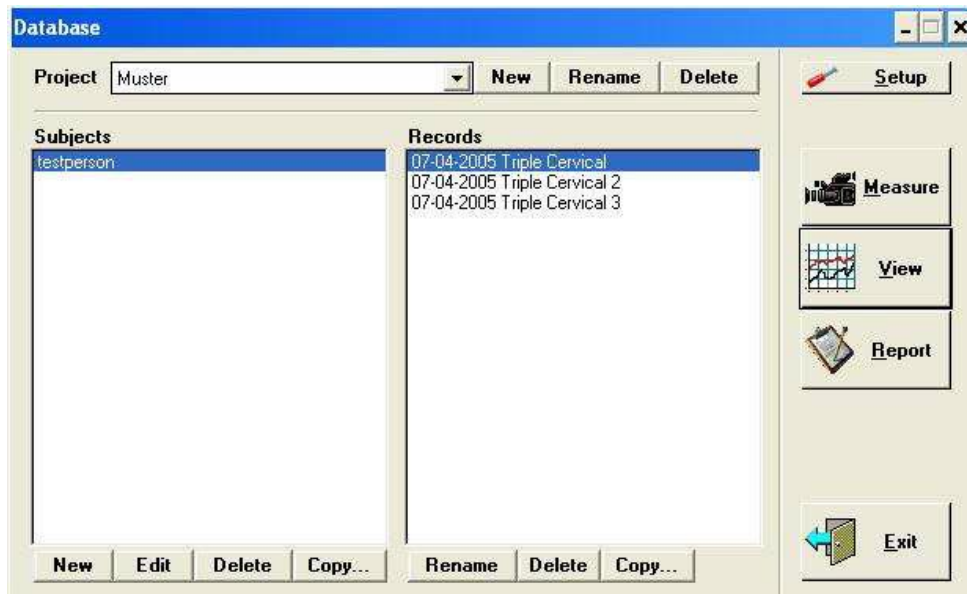 Database
Project Muster New Rename Delete
Setup
Subjects
testperson
Records
07-04-2005 Triple Cervical
07-04-2005 Triple Cervical 2
07-04-2005 Triple Cervical 3
Measure
View
Report
Exit
New Edit Delete Copy...
Rename Delete Copy...